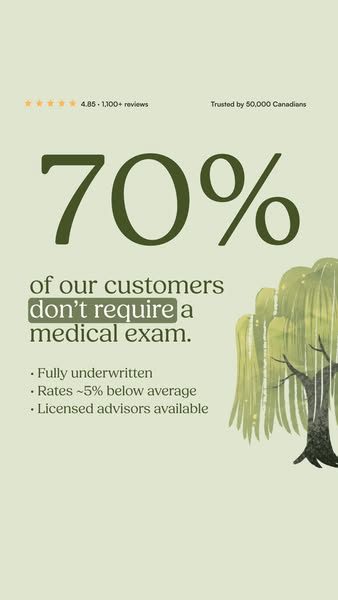 4.85 • 1,100+ reviews
Trusted by 50,000 Canadians
70%
of our customers
don't require a
medical exam.
• Fully underwritten
• Rates ~5% below average
• Licensed advisors available